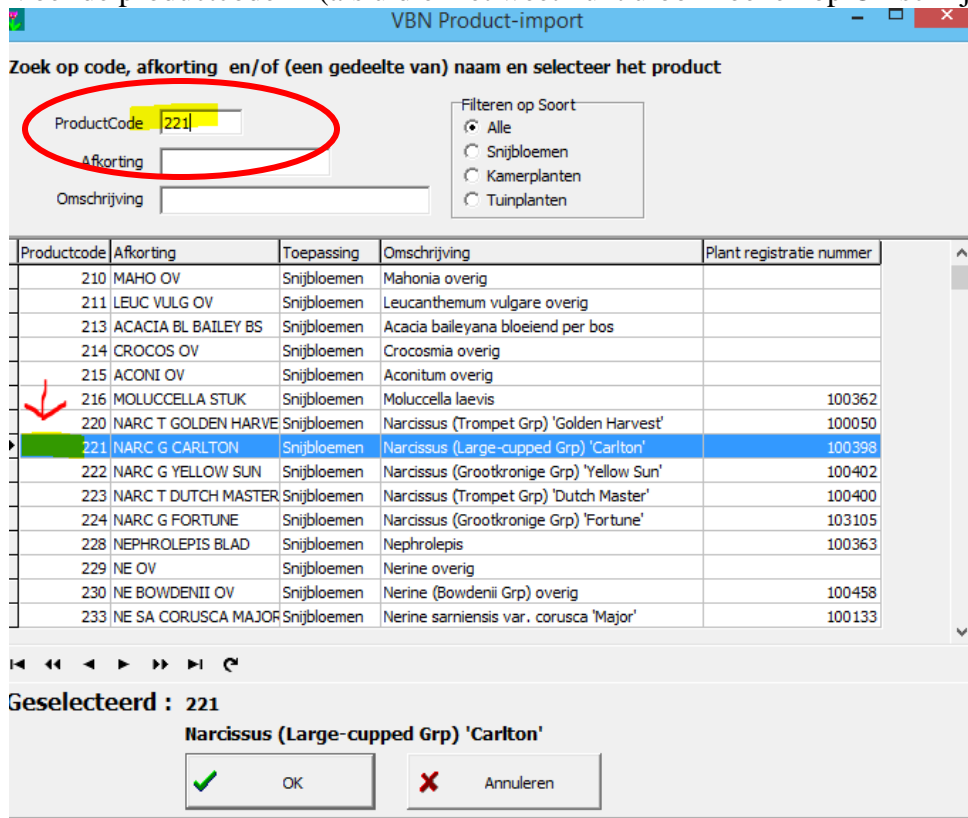 VBN Product-import
Zoek op code, afkorting en/of (een gedeelte van) naam en selecteer het product
ProductCode 221
Afkorting
Omschrijving
Filteren op Soort
Alle
Snijbloemen
Kamerplanten
Tuinplanten
Productcode Afkorting Toepassing Omschrijving Plant registratie nummer
210 MAHO OV Snijbloemen Mahonia overig
211 LEUC VULG OV Snijbloemen Leucanthemum vulgare overig
213 ACACIA BL BAILEY BS Snijbloemen Acacia baileyana bloeiend per bos
214 CROCOS OV Snijbloemen Crocosmia overig
215 ACONI OV Snijbloemen Aconitum overig
216 MOLUCCELLA STUK Snijbloemen Moluccella laevis 100362
220 NARC T GOLDEN HARVE Snijbloemen Narcissus (Trompet Grp) 'Golden Harvest' 100050
221 NARC G CARLTON Snijbloemen Narcissus (Large-cupped Grp) 'Carlton' 100398
222 NARC G YELLOW SUN Snijbloemen Narcissus (Grootkronige Grp) 'Yellow Sun' 100402
223 NARC T DUTCH MASTER Snijbloemen Narcissus (Trompet Grp) 'Dutch Master' 100400
224 NARC G FORTUNE Snijbloemen Narcissus (Grootkronige Grp) 'Fortune' 103105
228 NEPHROLEPIS BLAD Snijbloemen Nephrolepis 100363
229 NE OV Snijbloemen Nerine overig
230 NE BOWDENII OV Snijbloemen Nerine (Bowdenii Grp) overig 100458
233 NE SA CORUSCA MAJOR Snijbloemen Nerine sarniensis var. corusca 'Major' 100133
Geselecteerd : 221
Narcissus (Large-cupped Grp) 'Carlton'
OK Annuleren